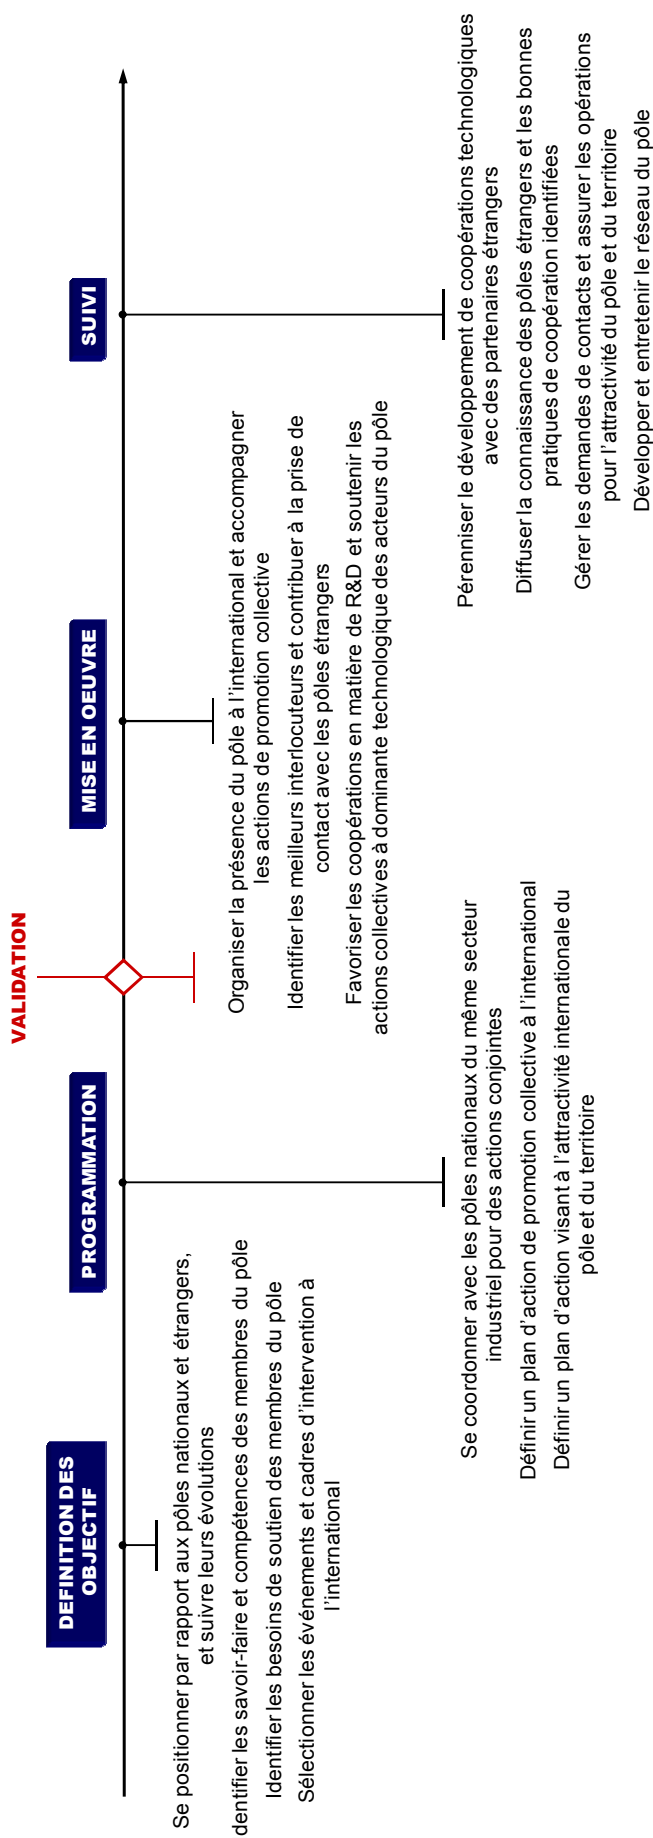 DEFINITION DES
OBJECTIF
Se positionner par rapport aux pôles nationaux et étrangers,
et suivre leurs évolutions
dentifier les savoir-faire et compétences des membres du pôle
Identifier les besoins de soutien des membres du pôle
Sélectionner les événements et cadres d’intervention à
l’international
PROGRAMMATION
Se coordonner avec les pôles nationaux du même secteur
industriel pour des actions conjointes
Définir un plan d’action de promotion collective à l’international
Définir un plan d’action visant à l’attractivité internationale du
pôle et du territoire
VALIDATION
MISE EN OEUVRE
Organiser la présence du pôle à l’international et accompagner
les actions de promotion collective
Identifier les meilleurs interlocuteurs et contribuer à la prise de
contact avec les pôles étrangers
Favoriser les coopérations en matière de R&D et soutenir les
actions collectives à dominante technologique des acteurs du pôle
SUIVI
Pérenniser le développement de coopérations technologiques
avec des partenaires étrangers
Diffuser la connaissance des pôles étrangers et les bonnes
pratiques de coopération identifiées
Gérer les demandes de contacts et assurer les opérations
pour l’attractivité du pôle et du territoire
Développer et entretenir le réseau du pôle